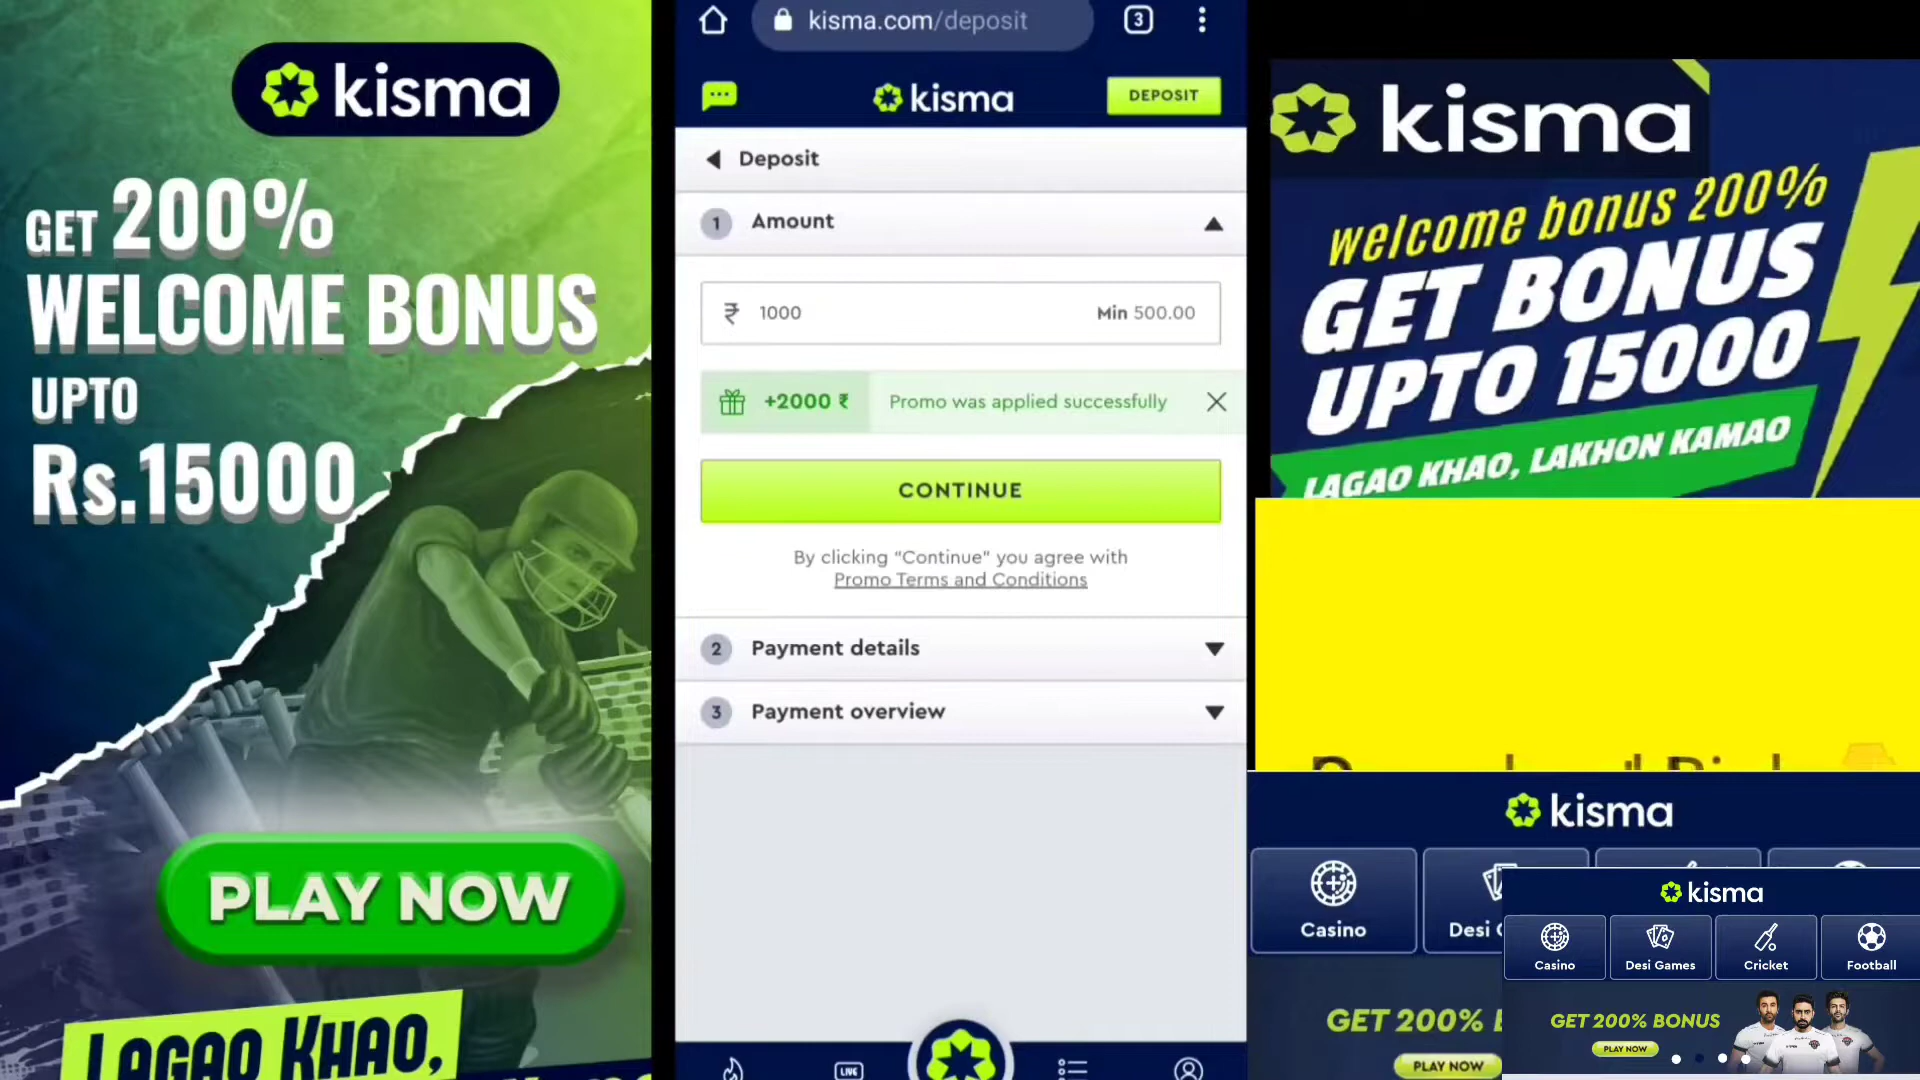 kisma
GET 200%
WELCOME BONUS
UPTO
Rs.15000
PLAY NOW
LAGAO KHAO,
kisma.com/deposit
3
kisma
DEPOSIT
Deposit
1 Amount
₹ 1000 Min 500.00
+2000 ₹ Promo was applied successfully
CONTINUE
By clicking "Continue" you agree with
Promo Terms and Conditions
2 Payment details
3 Payment overview
LIVE
kisma
welcome bonus 200%
GET BONUS
UPTO 15000
LAGAO KHAO, LAKHON KAMAO
kisma
Casino
Desi
GET 200%
PLAY NOW
kisma
Casino Desi Games Cricket Football
GET 200% BONUS
PLAY NOW